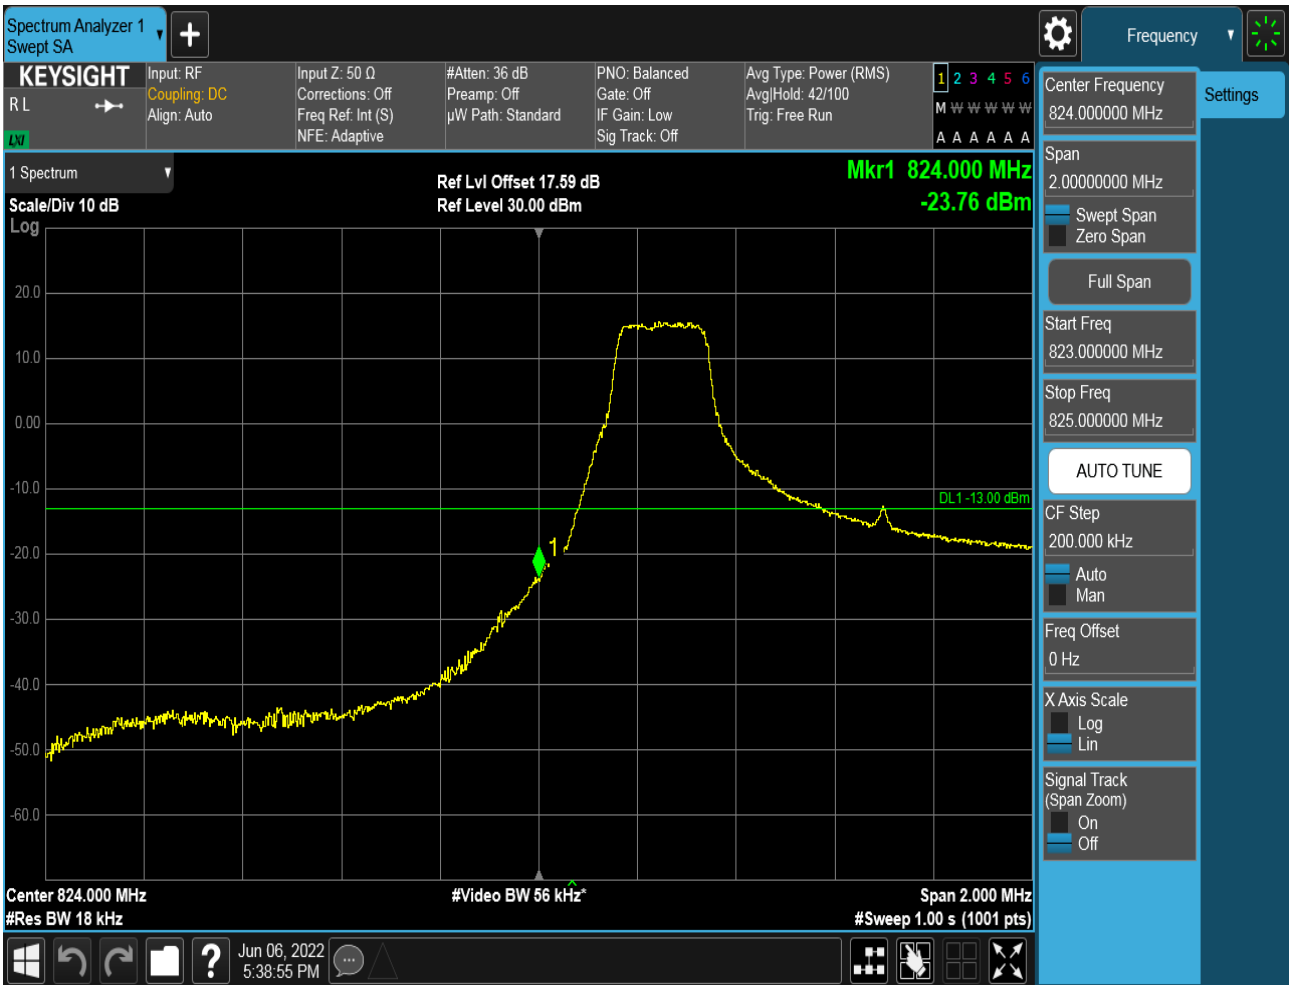 Spectrum Analyzer 1
Swept SA
Frequency
KEYSIGHT
R L
LXI
Input: RF
Coupling: DC
Align: Auto
Input Z: 50 Ω
Corrections: Off
Freq Ref: Int (S)
NFE: Adaptive
#Atten: 36 dB
Preamp: Off
µW Path: Standard
PNO: Balanced
Gate: Off
IF Gain: Low
Sig Track: Off
Avg Type: Power (RMS)
Avg|Hold: 42/100
Trig: Free Run
1 2 3 4 5 6
M W W W W W
A A A A A A
Center Frequency
824.000000 MHz
Settings
1 Spectrum
Scale/Div 10 dB
Log
Ref Lvl Offset 17.59 dB
Ref Level 30.00 dBm
Mkr1 824.000 MHz
-23.76 dBm
20.0
10.0
0.00
-10.0
-20.0
-30.0
-40.0
-50.0
-60.0
DL1 -13.00 dBm
1
Center 824.000 MHz
#Res BW 18 kHz
#Video BW 56 kHz*
Span 2.000 MHz
#Sweep 1.00 s (1001 pts)
Span
2.00000000 MHz
Swept Span
Zero Span
Full Span
Start Freq
823.000000 MHz
Stop Freq
825.000000 MHz
AUTO TUNE
CF Step
200.000 kHz
Auto
Man
Freq Offset
0 Hz
X Axis Scale
Log
Lin
Signal Track
(Span Zoom)
On
Off
?
Jun 06, 2022
5:38:55 PM